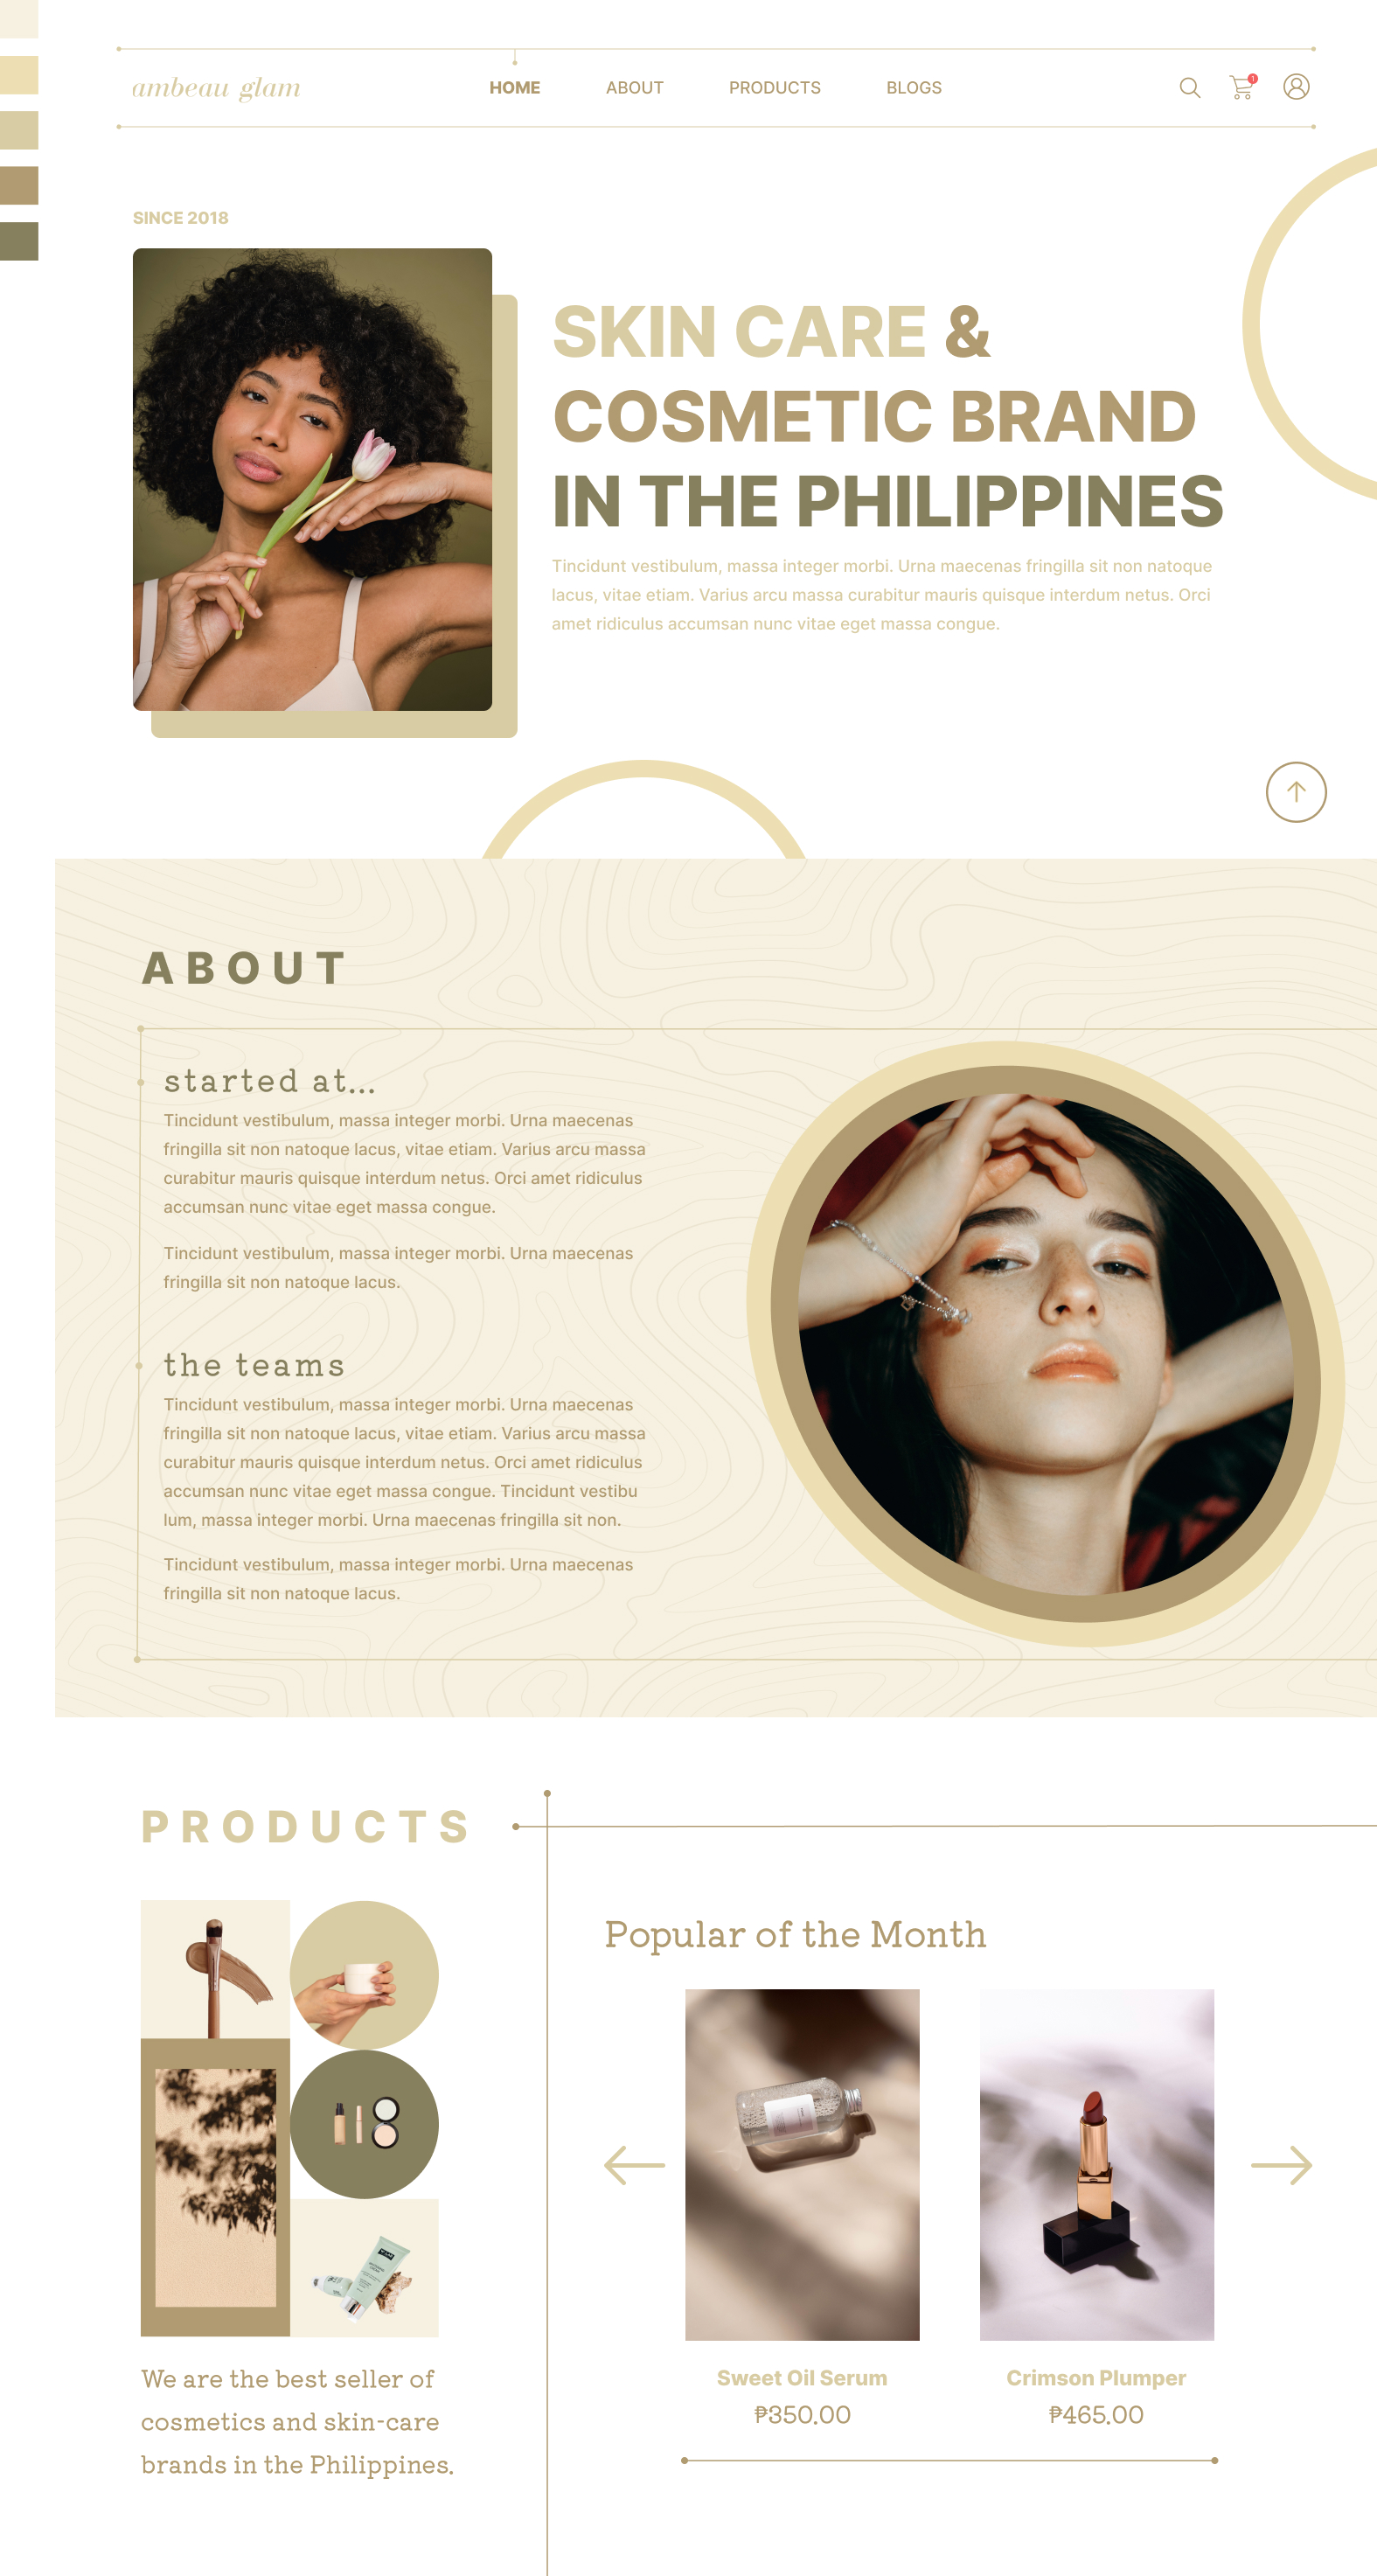 ambeau glam
HOME
ABOUT
PRODUCTS
BLOGS
1
SINCE 2018
SKIN CARE &
COSMETIC BRAND
IN THE PHILIPPINES
Tincidunt vestibulum, massa integer morbi. Urna maecenas fringilla sit non natoque
lacus, vitae etiam. Varius arcu massa curabitur mauris quisque interdum netus. Orci
amet ridiculus accumsan nunc vitae eget massa congue.
ABOUT
started at...
Tincidunt vestibulum, massa integer morbi. Urna maecenas
fringilla sit non natoque lacus, vitae etiam. Varius arcu massa
curabitur mauris quisque interdum netus. Orci amet ridiculus
accumsan nunc vitae eget massa congue.
Tincidunt vestibulum, massa integer morbi. Urna maecenas
fringilla sit non natoque lacus.
the teams
Tincidunt vestibulum, massa integer morbi. Urna maecenas
fringilla sit non natoque lacus, vitae etiam. Varius arcu massa
curabitur mauris quisque interdum netus. Orci amet ridiculus
accumsan nunc vitae eget massa congue. Tincidunt vestibu
lum, massa integer morbi. Urna maecenas fringilla sit non.
Tincidunt vestibulum, massa integer morbi. Urna maecenas
fringilla sit non natoque lacus.
PRODUCTS
We are the best seller of
cosmetics and skin-care
brands in the Philippines.
Popular of the Month
Sweet Oil Serum
₱350.00
Crimson Plumper
₱465.00